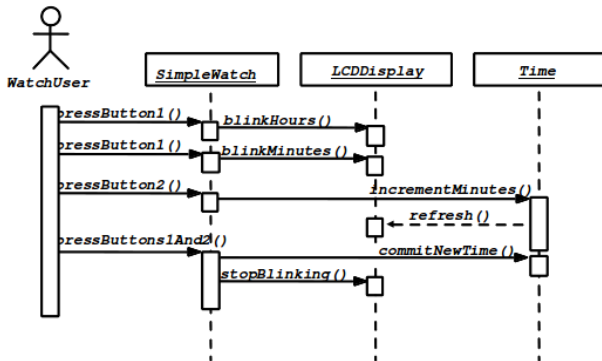 WatchUser
SimpleWatch
LCDDisplay
Time
pressButton1()
blinkHours()
pressButton1()
blinkMinutes()
pressButton2()
incrementMinutes()
refresh()
pressButtons1And2()
commitNewTime()
stopBlinking()